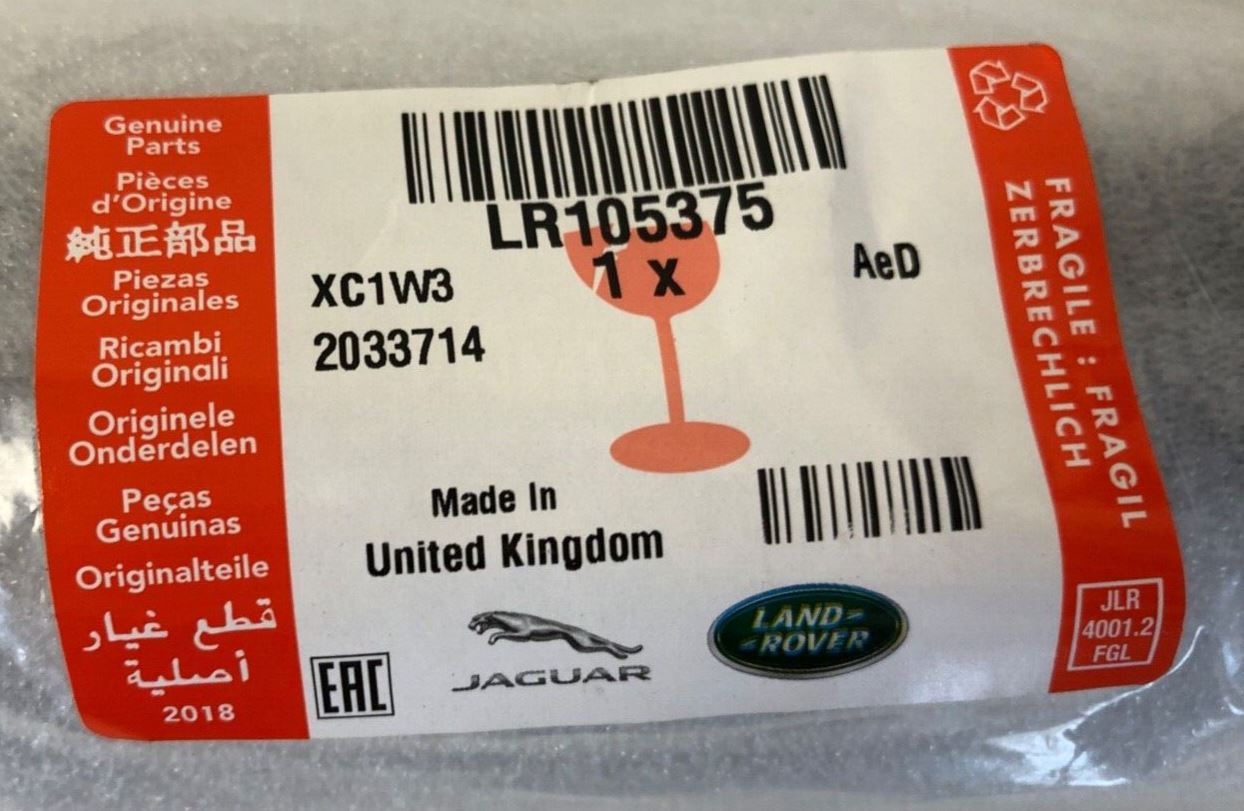 Genuine
Parts
Pièces
d'Origine
純正部品
Piezas
Originales
Ricambi
Originali
Originele
Onderdelen
Peças
Genuinas
Originalteile
قطع غيار
أصلية
2018
LR105375
1 x
XC1W3
AeD
2033714
Made In
United Kingdom
EAC
JAGUAR
LAND-
-ROVER
FRAGILE : FRAGIL
ZERBRECHLICH
JLR
4001.2
FGL